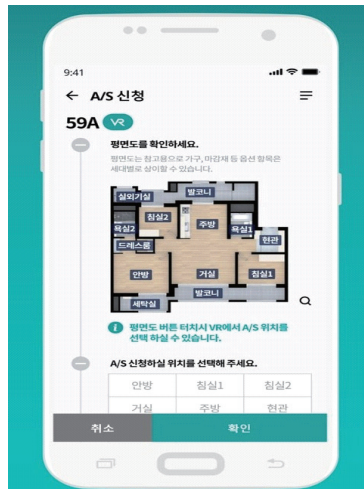 9:41
A/S 신청
59A VR
평면도를 확인하세요.
평면도는 참고용으로 가구, 마감재 등 옵션 항목은
세대별로 상이할 수 있습니다.
실외기실
발코니
침실2
주방
욕실2
욕실1
현관
드레스룸
안방
거실
침실1
발코니
세탁실
평면도 버튼 터치시 VR에서 A/S 위치를
선택 하실 수 있습니다.
A/S 신청하실 위치를 선택해 주세요.
안방 침실1 침실2
거실 주방 현관
취소 확인